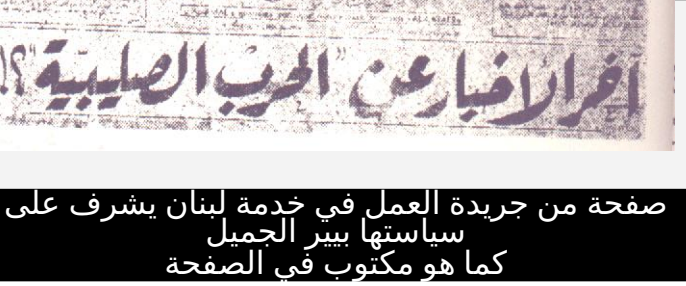 آخر الأخبار عن "الحرب الصليبية"؟!
صفحة من جريدة العمل في خدمة لبنان يشرف على
سياستها بيير الجميل
كما هو مكتوب في الصفحة